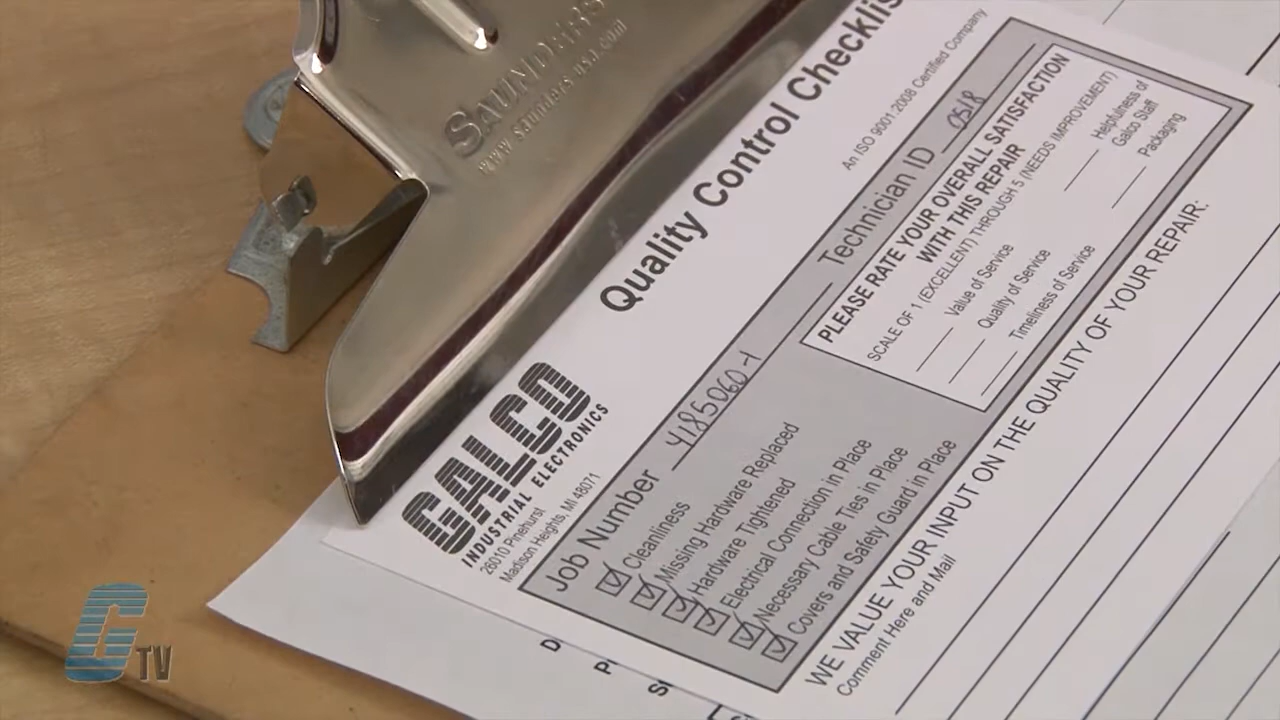 SAUNDERS
www.saunders-usa.com
Quality Control Checklis
An ISO 9001:2008 Certified Company
GALCO
INDUSTRIAL ELECTRONICS
26010 Pinehurst
Madison Heights, MI 48071
Job Number 4185060-1 Technician ID 0518
Cleanliness
Missing Hardware Replaced
Hardware Tightened
Electrical Connection in Place
Necessary Cable Ties in Place
Covers and Safety Guard in Place
PLEASE RATE YOUR OVERALL SATISFACTION
WITH THIS REPAIR
SCALE OF 1 (EXCELLENT) THROUGH 5 (NEEDS IMPROVEMENT)
Value of Service
Quality of Service
Timeliness of Service
Helpfulness of
Galco Staff
Packaging
WE VALUE YOUR INPUT ON THE QUALITY OF YOUR REPAIR:
Comment Here and Mail
G TV